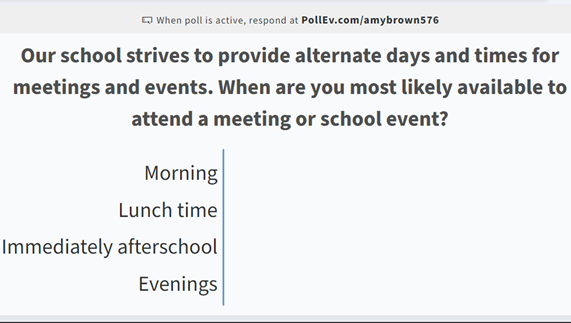 When poll is active, respond at PollEv.com/amybrown576
Our school strives to provide alternate days and times for
meetings and events. When are you most likely available to
attend a meeting or school event?
Morning
Lunch time
Immediately afterschool
Evenings